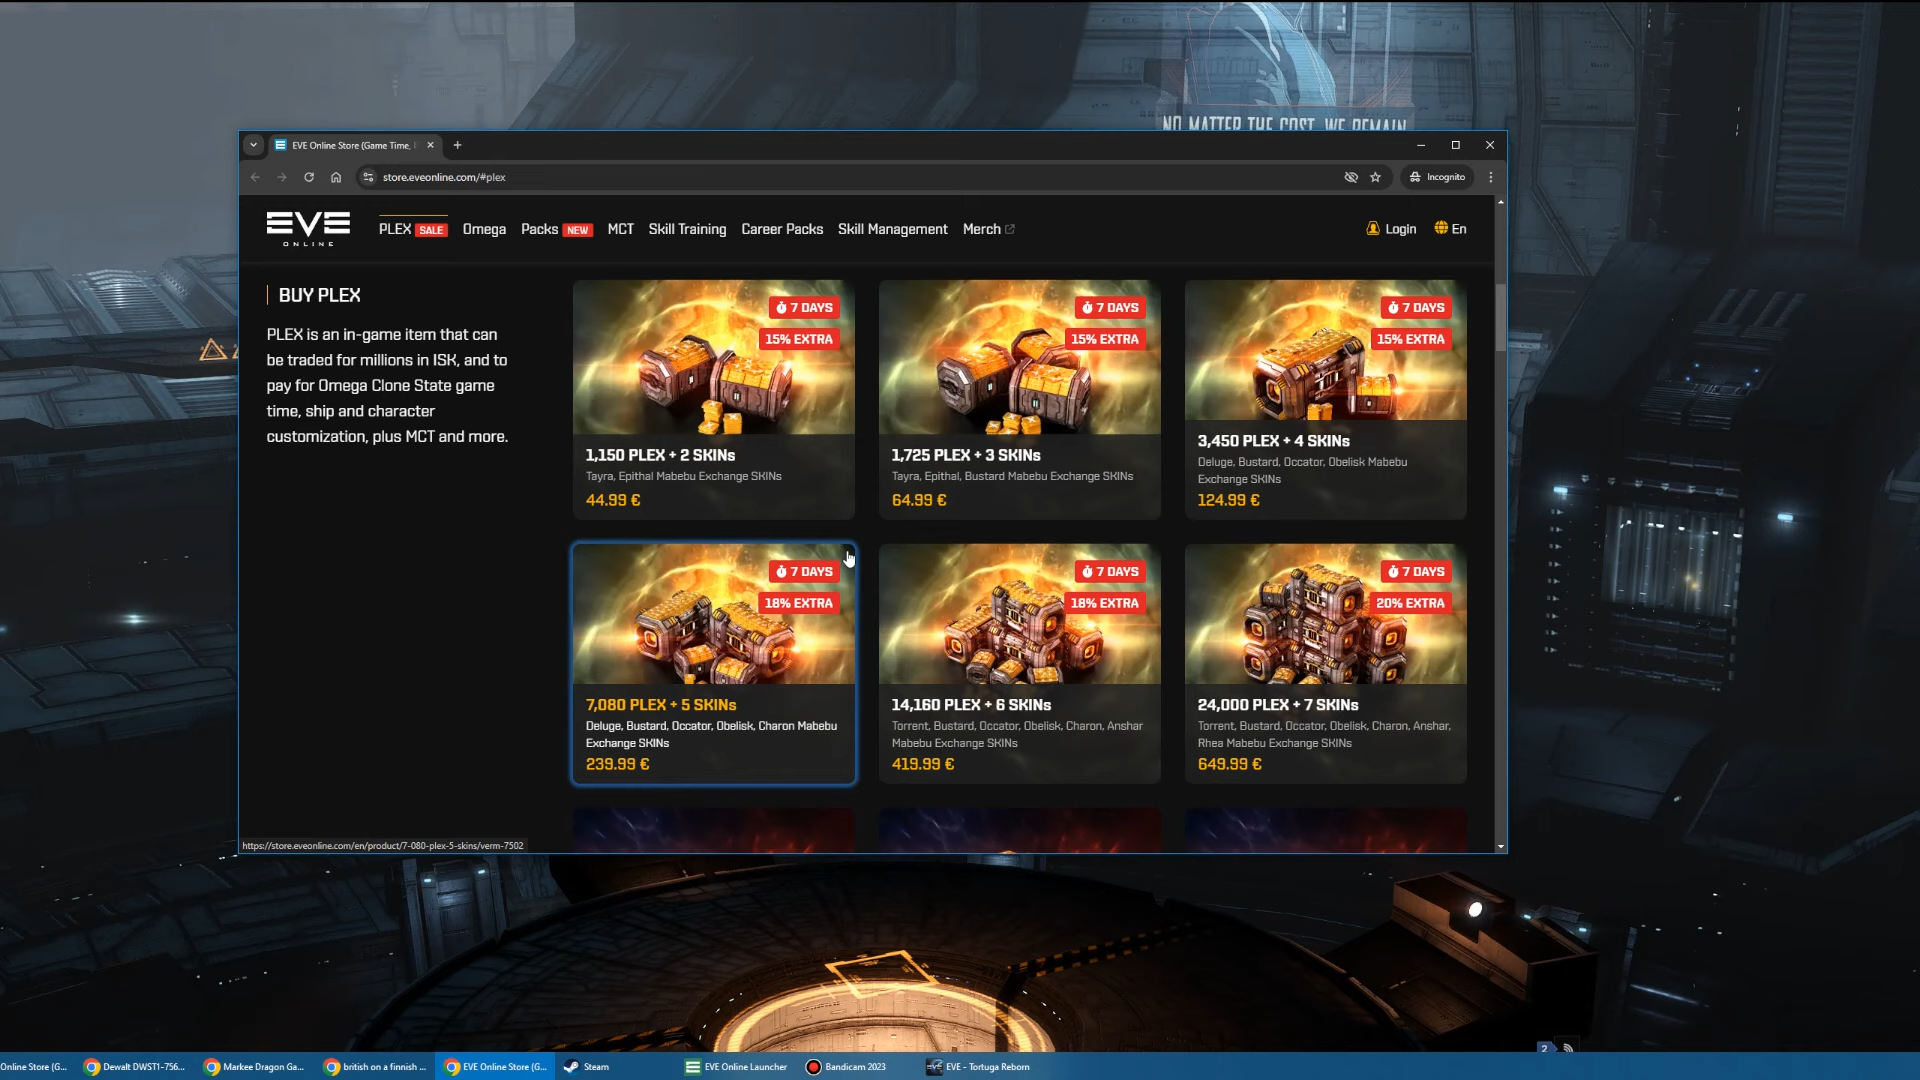 NO MATTER THE COST, WE REMAIN
EVE Online Store (Game Time,
store.eveonline.com/#plex
Incognito
EVE
ONLINE
PLEX SALE
Omega
Packs NEW
MCT
Skill Training
Career Packs
Skill Management
Merch
Login
En
BUY PLEX
PLEX is an in-game item that can
be traded for millions in ISK, and to
pay for Omega Clone State game
time, ship and character
customization, plus MCT and more.
7 DAYS
15% EXTRA
1,150 PLEX + 2 SKINs
Tayra, Epithal Mabebu Exchange SKINs
44.99 €
7 DAYS
15% EXTRA
1,725 PLEX + 3 SKINs
Tayra, Epithal, Bustard Mabebu Exchange SKINs
64.99 €
7 DAYS
15% EXTRA
3,450 PLEX + 4 SKINs
Deluge, Bustard, Occator, Obelisk Mabebu
Exchange SKINs
124.99 €
7 DAYS
18% EXTRA
7,080 PLEX + 5 SKINs
Deluge, Bustard, Occator, Obelisk, Charon Mabebu
Exchange SKINs
239.99 €
7 DAYS
18% EXTRA
14,160 PLEX + 6 SKINs
Torrent, Bustard, Occator, Obelisk, Charon, Anshar
Mabebu Exchange SKINs
419.99 €
7 DAYS
20% EXTRA
24,000 PLEX + 7 SKINs
Torrent, Bustard, Occator, Obelisk, Charon, Anshar,
Rhea Mabebu Exchange SKINs
649.99 €
https://store.eveonline.com/en/product/7-080-plex-5-skins/verm-7502
2
Online Store (G...
Dewalt DWST1-756...
Markee Dragon Ga...
british on a finnish ...
EVE Online Store (G...
Steam
EVE Online Launcher
Bandicam 2023
EVE - Tortuga Reborn